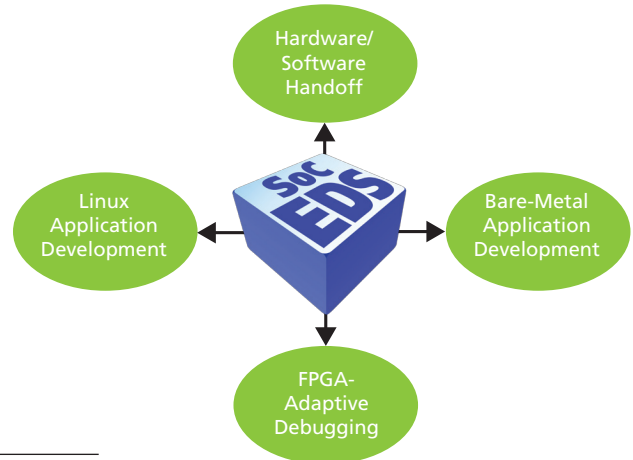 Hardware/
Software
Handoff
SoC
EDS
Linux
Application
Development
Bare-Metal
Application
Development
FPGA-
Adaptive
Debugging